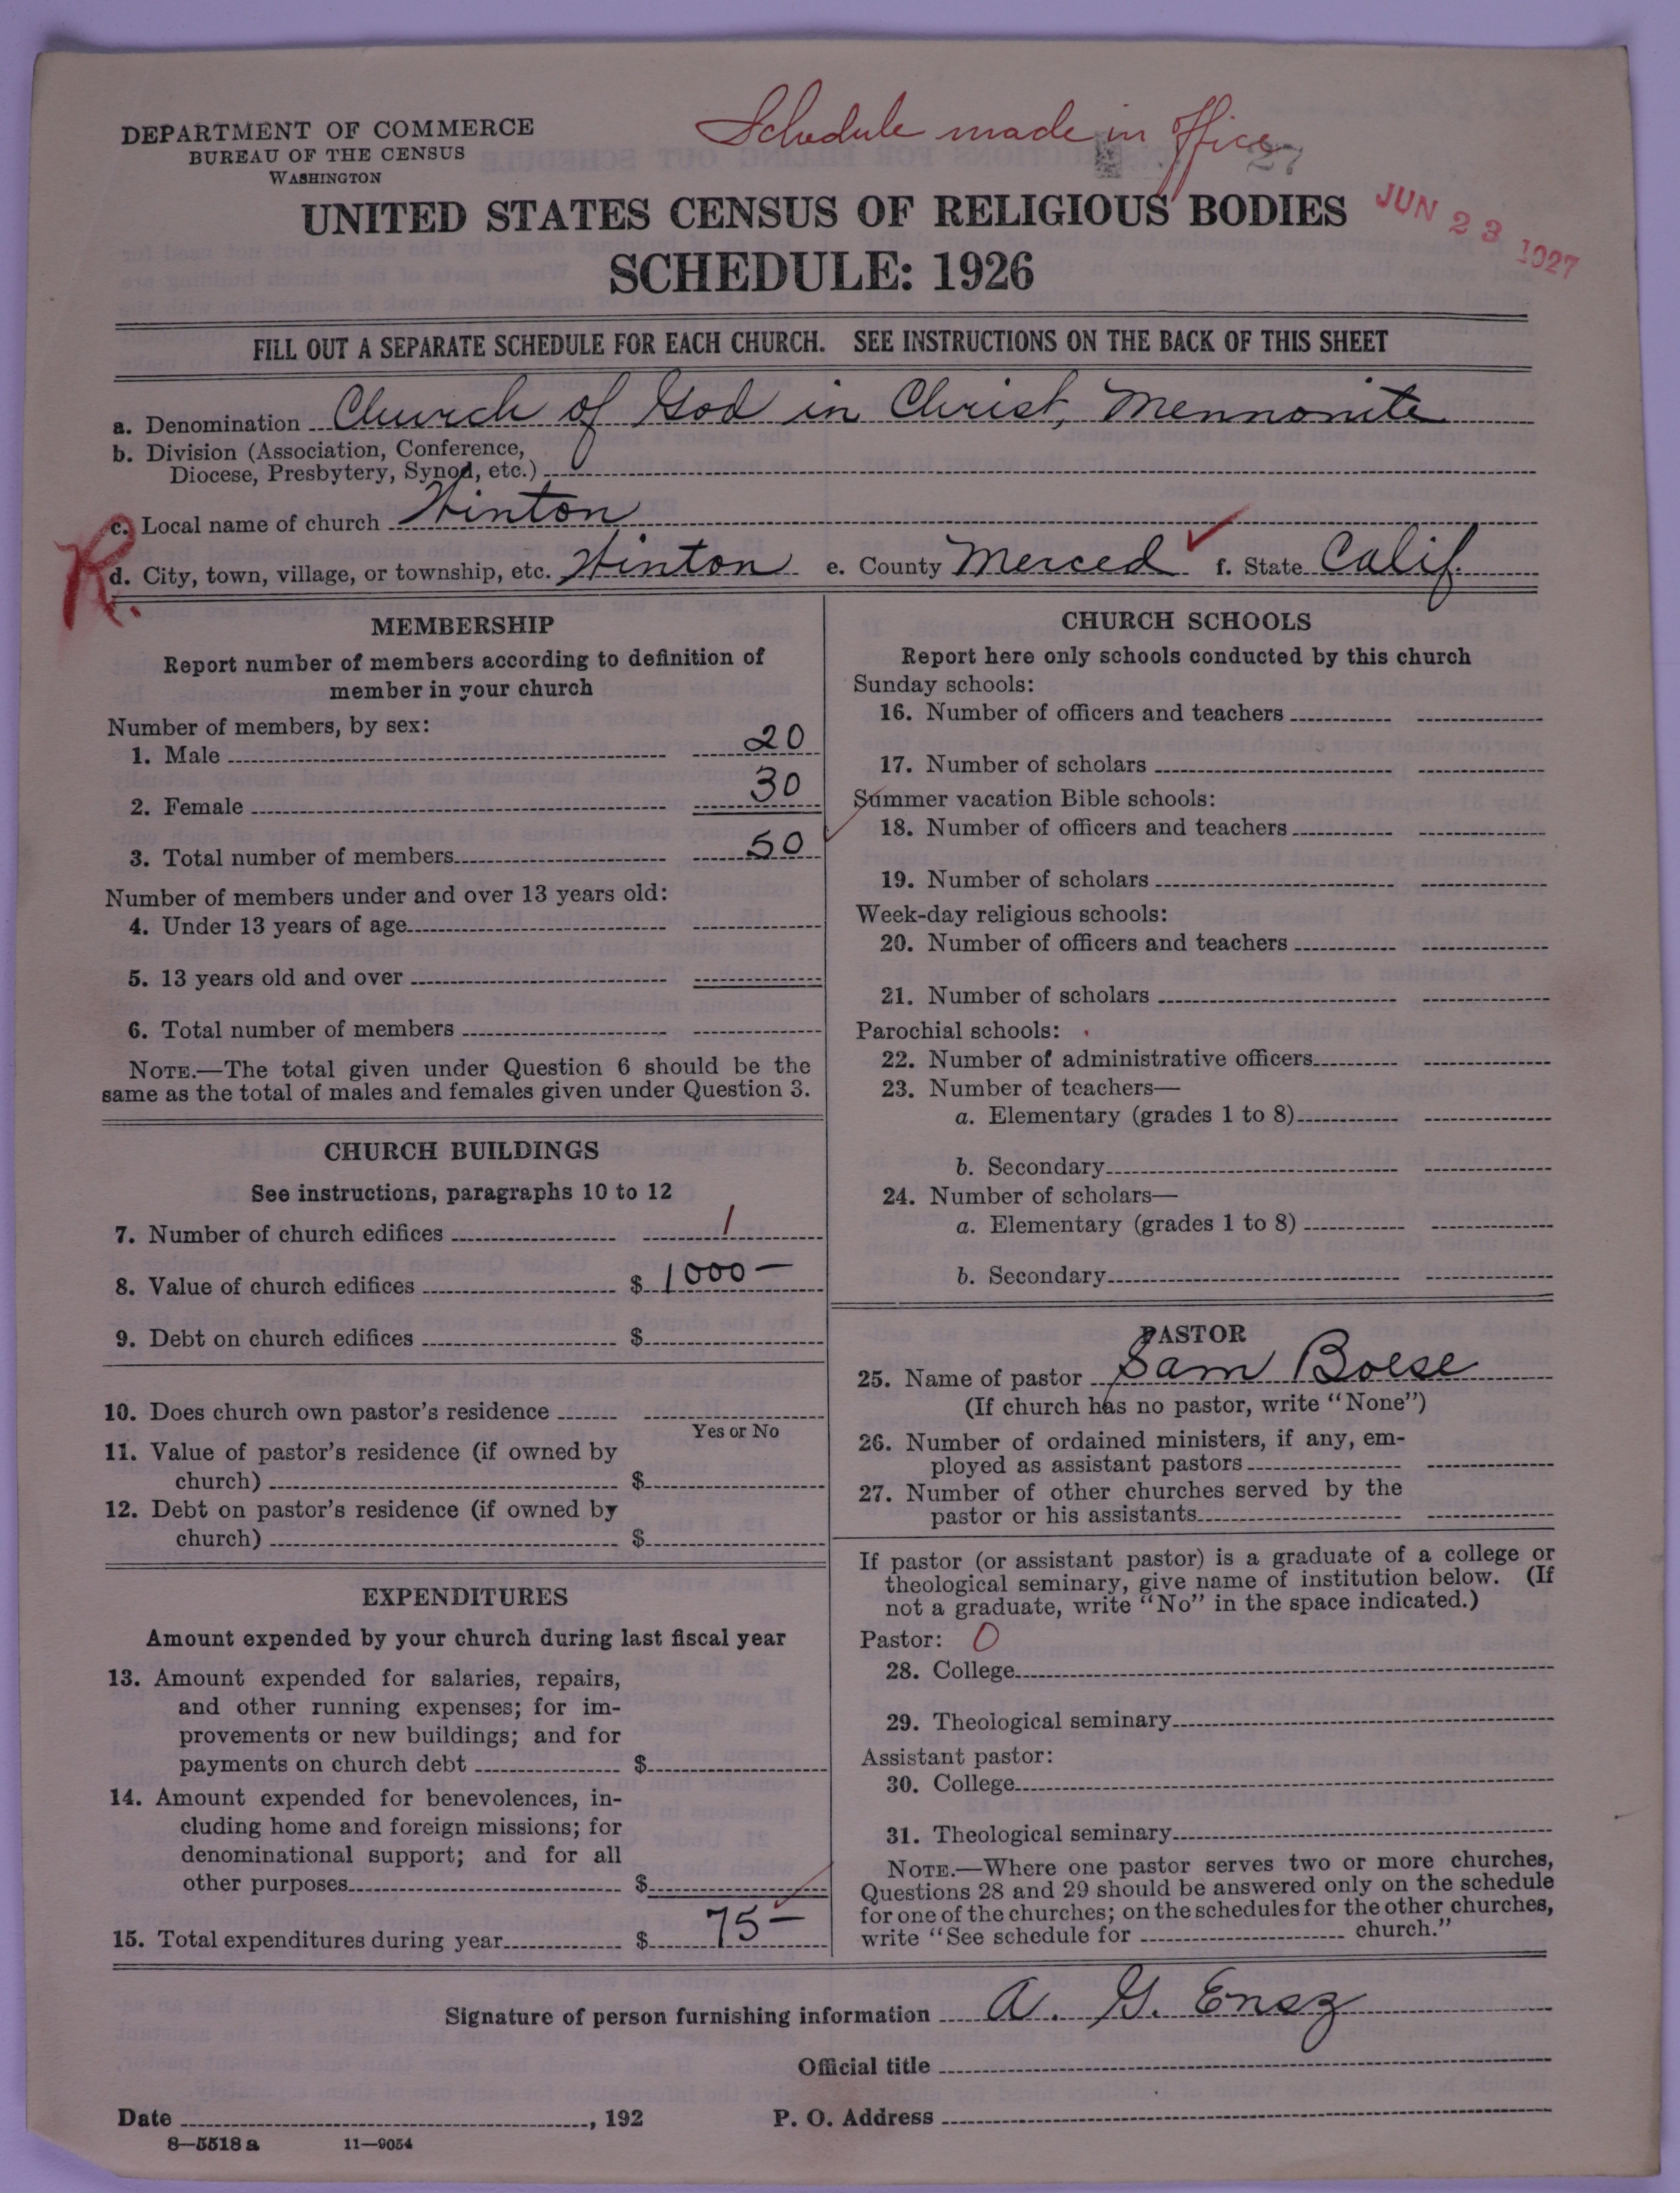 Schedule made in office
DEPARTMENT OF COMMERCE
BUREAU OF THE CENSUS
WASHINGTON
27
UNITED STATES CENSUS OF RELIGIOUS BODIES
JUN 23 1927
SCHEDULE: 1926
FILL OUT A SEPARATE SCHEDULE FOR EACH CHURCH. SEE INSTRUCTIONS ON THE BACK OF THIS SHEET
a. Denomination Church of God in Christ, Mennonite
b. Division (Association, Conference,
Diocese, Presbytery, Synod, etc.)
c. Local name of church Winton
R.
d. City, town, village, or township, etc. Winton e. County Merced f. State Calif.
MEMBERSHIP
Report number of members according to definition of
member in your church
Number of members, by sex:
1. Male 20
2. Female 30
3. Total number of members 50
Number of members under and over 13 years old:
4. Under 13 years of age
5. 13 years old and over
6. Total number of members
NOTE.—The total given under Question 6 should be the
same as the total of males and females given under Question 3.
CHURCH BUILDINGS
See instructions, paragraphs 10 to 12
7. Number of church edifices 1
8. Value of church edifices $ 1000—
9. Debt on church edifices $
10. Does church own pastor's residence
Yes or No
11. Value of pastor's residence (if owned by
church) $
12. Debt on pastor's residence (if owned by
church) $
EXPENDITURES
Amount expended by your church during last fiscal year
13. Amount expended for salaries, repairs,
and other running expenses; for im-
provements or new buildings; and for
payments on church debt $
14. Amount expended for benevolences, in-
cluding home and foreign missions; for
denominational support; and for all
other purposes $
15. Total expenditures during year $ 75—
CHURCH SCHOOLS
Report here only schools conducted by this church
Sunday schools:
16. Number of officers and teachers
17. Number of scholars
Summer vacation Bible schools:
18. Number of officers and teachers
19. Number of scholars
Week-day religious schools:
20. Number of officers and teachers
21. Number of scholars
Parochial schools:
22. Number of administrative officers
23. Number of teachers—
a. Elementary (grades 1 to 8)
b. Secondary
24. Number of scholars—
a. Elementary (grades 1 to 8)
b. Secondary
PASTOR
25. Name of pastor Sam Boese
(If church has no pastor, write "None")
26. Number of ordained ministers, if any, em-
ployed as assistant pastors
27. Number of other churches served by the
pastor or his assistants
If pastor (or assistant pastor) is a graduate of a college or
theological seminary, give name of institution below. (If
not a graduate, write "No" in the space indicated.)
Pastor: 0
28. College
29. Theological seminary
Assistant pastor:
30. College
31. Theological seminary
NOTE.—Where one pastor serves two or more churches,
Questions 28 and 29 should be answered only on the schedule
for one of the churches; on the schedules for the other churches,
write "See schedule for church."
Signature of person furnishing information A. G. Ensz
Official title
Date , 192
P. O. Address
8—5518 a 11—9054